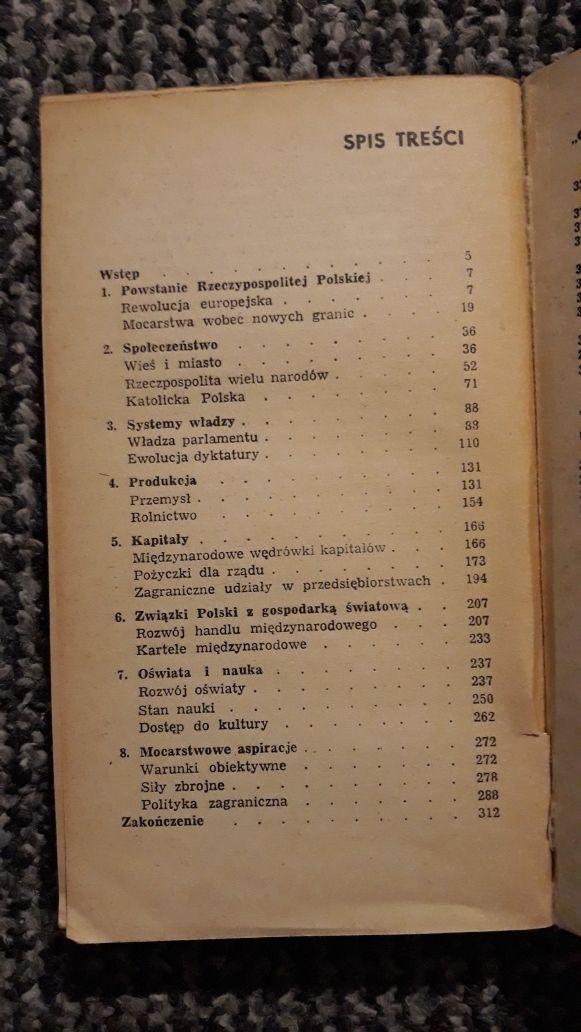 SPIS TREŚCI
Wstęp . . . . . . . . . . 5
1. Powstanie Rzeczypospolitej Polskiej . . . 7
Rewolucja europejska . . . . . . 7
Mocarstwa wobec nowych granic . . . . 19
2. Społeczeństwo . . . . . . . . 36
Wieś i miasto . . . . . . . . 36
Rzeczpospolita wielu narodów . . . . . 52
Katolicka Polska . . . . . . . 71
3. Systemy władzy . . . . . . . . 88
Władza parlamentu . . . . . . . 88
Ewolucja dyktatury . . . . . . . 110
4. Produkcja . . . . . . . . . 131
Przemysł . . . . . . . . . . 131
Rolnictwo . . . . . . . . . 154
5. Kapitały . . . . . . . . . . 166
Międzynarodowe wędrówki kapitałów . . . 166
Pożyczki dla rządu . . . . . . . 173
Zagraniczne udziały w przedsiębiorstwach . 194
6. Związki Polski z gospodarką światową . . 207
Rozwój handlu międzynarodowego . . . 207
Kartele międzynarodowe . . . . . 233
7. Oświata i nauka . . . . . . . 237
Rozwój oświaty . . . . . . . . 237
Stan nauki . . . . . . . . . 250
Dostęp do kultury . . . . . . . 262
8. Mocarstwowe aspiracje . . . . . . 272
Warunki obiektywne . . . . . . 272
Siły zbrojne . . . . . . . . . 278
Polityka zagraniczna . . . . . . 288
Zakończenie . . . . . . . . . 312